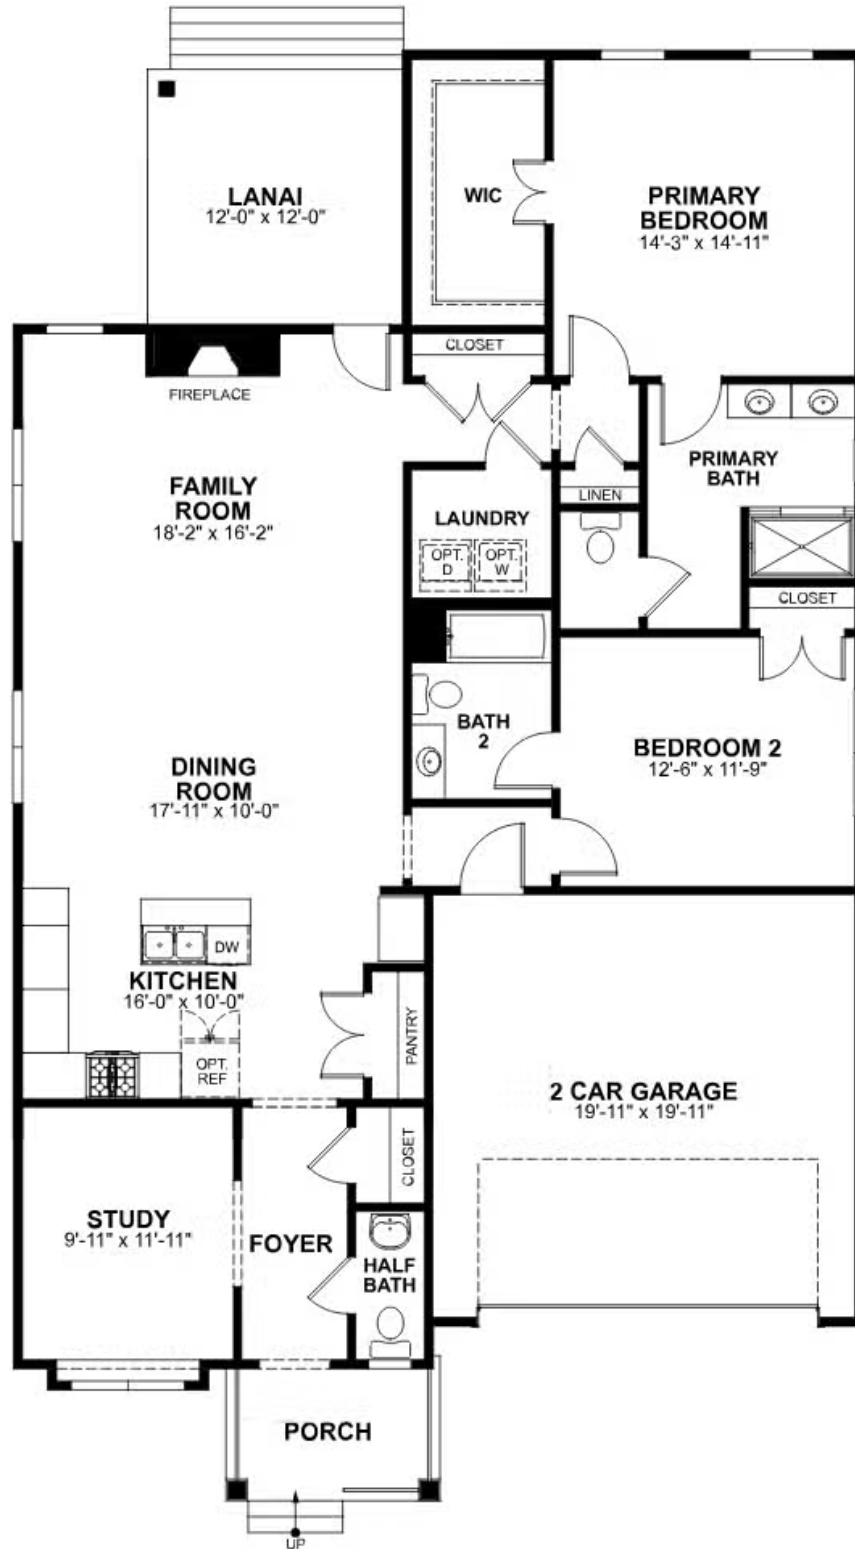 LANAI
12'-0" x 12'-0"
WIC
PRIMARY
BEDROOM
14'-3" x 14'-11"
CLOSET
FIREPLACE
FAMILY
ROOM
18'-2" x 16'-2"
PRIMARY
BATH
LINEN
LAUNDRY
OPT.
D
OPT.
W
CLOSET
BATH
2
BEDROOM 2
12'-6" x 11'-9"
DINING
ROOM
17'-11" x 10'-0"
DW
KITCHEN
16'-0" x 10'-0"
OPT.
REF
PANTRY
2 CAR GARAGE
19'-11" x 19'-11"
CLOSET
STUDY
9'-11" x 11'-11"
FOYER
HALF
BATH
PORCH
UP